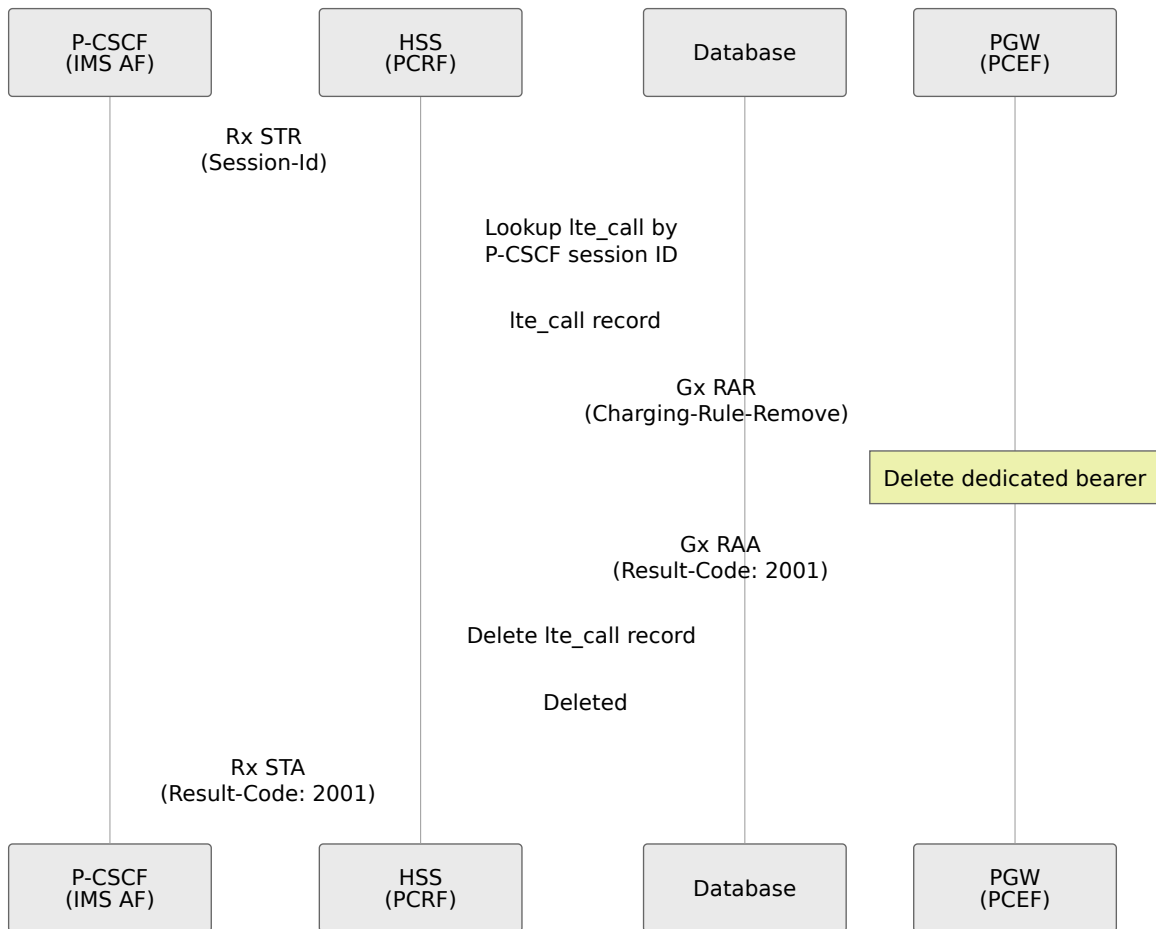 P-CSCF
(IMS AF)
HSS
(PCRF)
Database
PGW
(PCEF)
Rx STR
(Session-Id)
Lookup lte_call by
P-CSCF session ID
lte_call record
Gx RAR
(Charging-Rule-Remove)
Delete dedicated bearer
Gx RAA
(Result-Code: 2001)
Delete lte_call record
Deleted
Rx STA
(Result-Code: 2001)
P-CSCF
(IMS AF)
HSS
(PCRF)
Database
PGW
(PCEF)